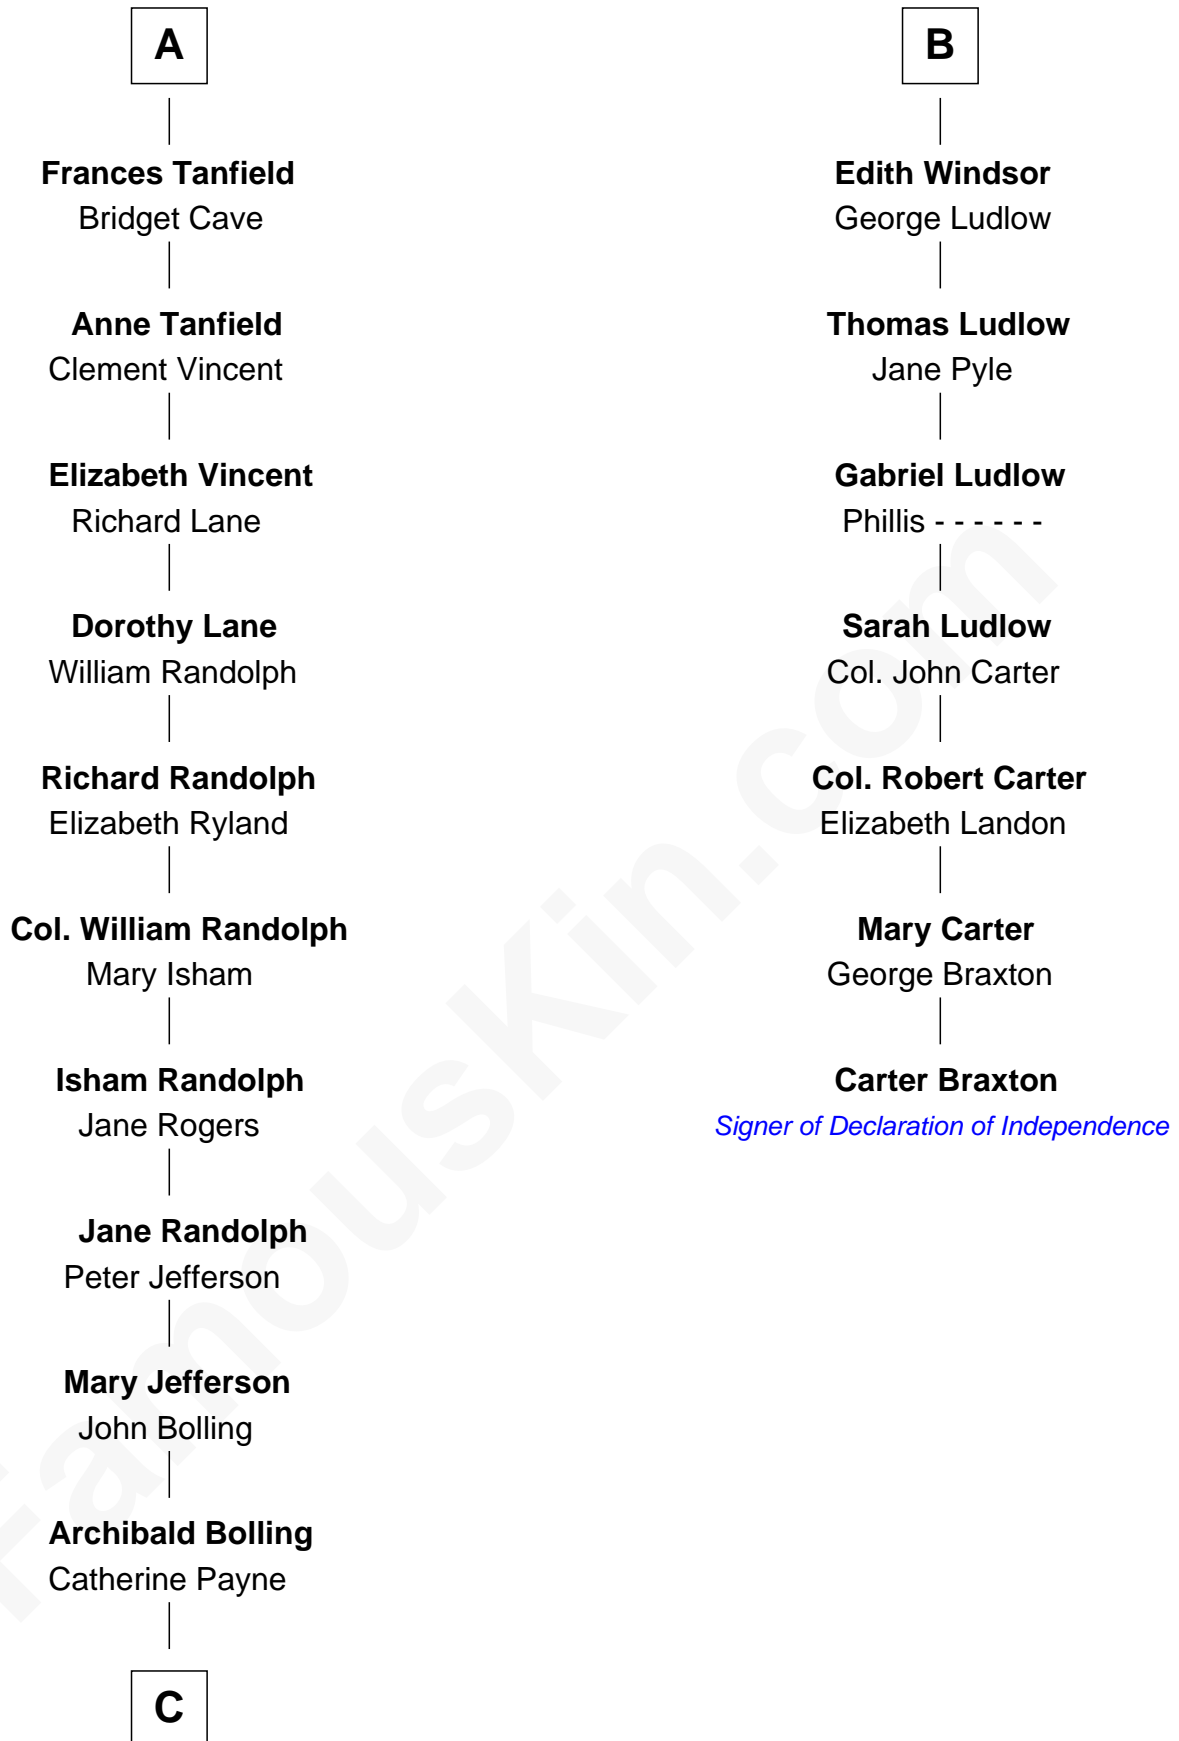 A
Frances Tanfield
Bridget Cave
Anne Tanfield
Clement Vincent
Elizabeth Vincent
Richard Lane
Dorothy Lane
William Randolph
Richard Randolph
Elizabeth Ryland
Col. William Randolph
Mary Isham
Isham Randolph
Jane Rogers
Jane Randolph
Peter Jefferson
Mary Jefferson
John Bolling
Archibald Bolling
Catherine Payne
C
B
Edith Windsor
George Ludlow
Thomas Ludlow
Jane Pyle
Gabriel Ludlow
Phillis - - - - - -
Sarah Ludlow
Col. John Carter
Col. Robert Carter
Elizabeth Landon
Mary Carter
George Braxton
Carter Braxton
Signer of Declaration of Independence
FamousKin.com